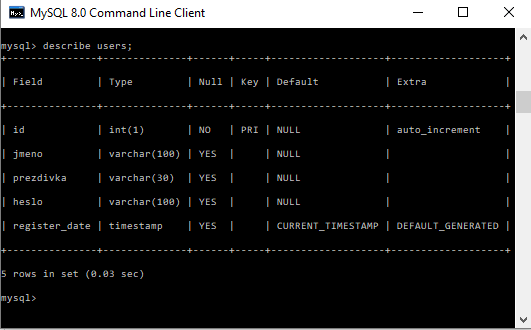 MySQL 8.0 Command Line Client
mysql> describe users;
+---------------+--------------+------+-----+-------------------+-------------------+
| Field         | Type         | Null | Key | Default           | Extra             |
+---------------+--------------+------+-----+-------------------+-------------------+
| id            | int(1)       | NO   | PRI | NULL              | auto_increment    |
| jmeno         | varchar(100) | YES  |     | NULL              |                   |
| prezdivka     | varchar(30)  | YES  |     | NULL              |                   |
| heslo         | varchar(100) | YES  |     | NULL              |                   |
| register_date | timestamp    | YES  |     | CURRENT_TIMESTAMP | DEFAULT_GENERATED |
+---------------+--------------+------+-----+-------------------+-------------------+
5 rows in set (0.03 sec)
mysql>